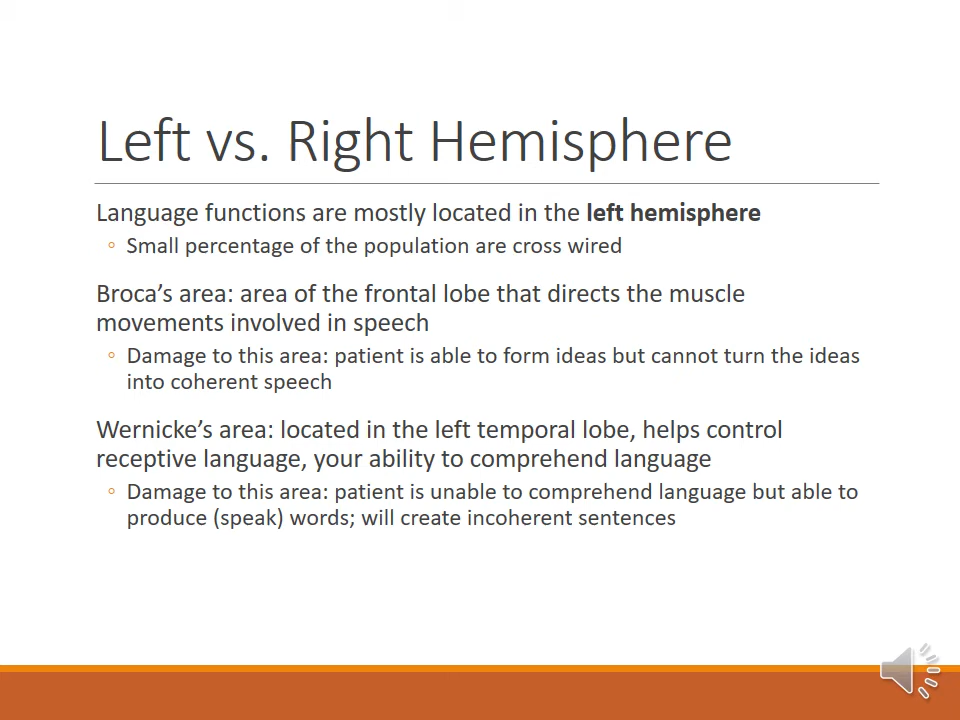 Left vs. Right Hemisphere
Language functions are mostly located in the left hemisphere
◦ Small percentage of the population are cross wired
Broca’s area: area of the frontal lobe that directs the muscle
movements involved in speech
◦ Damage to this area: patient is able to form ideas but cannot turn the ideas
into coherent speech
Wernicke’s area: located in the left temporal lobe, helps control
receptive language, your ability to comprehend language
◦ Damage to this area: patient is unable to comprehend language but able to
produce (speak) words; will create incoherent sentences